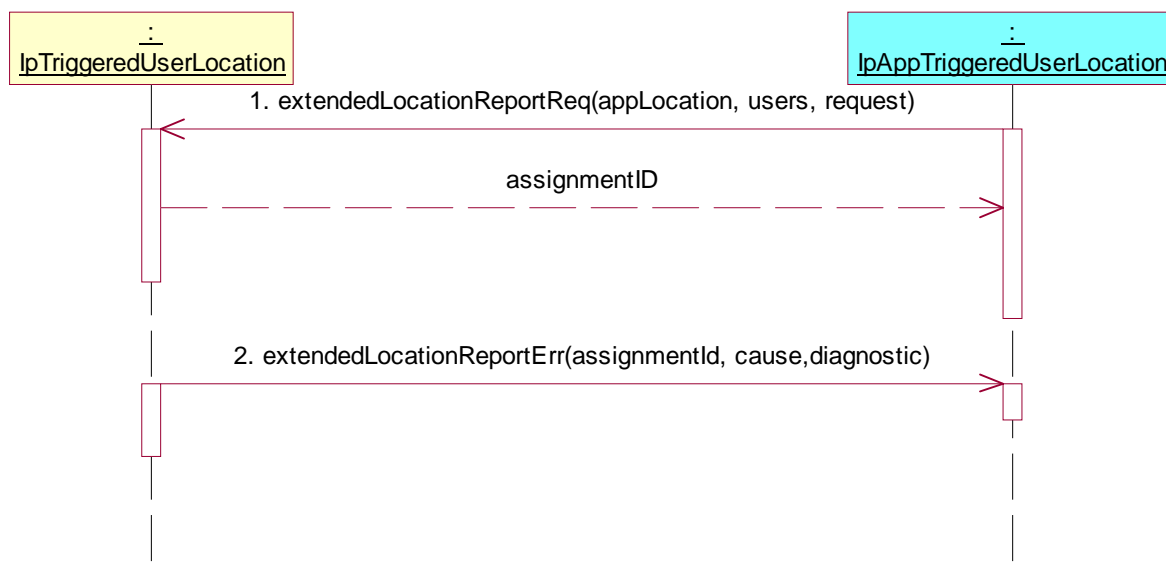 :
IpTriggeredUserLocation
:
IpAppTriggeredUserLocation
1. extendedLocationReportReq(appLocation, users, request)
assignmentID
2. extendedLocationReportErr(assignmentId, cause,diagnostic)